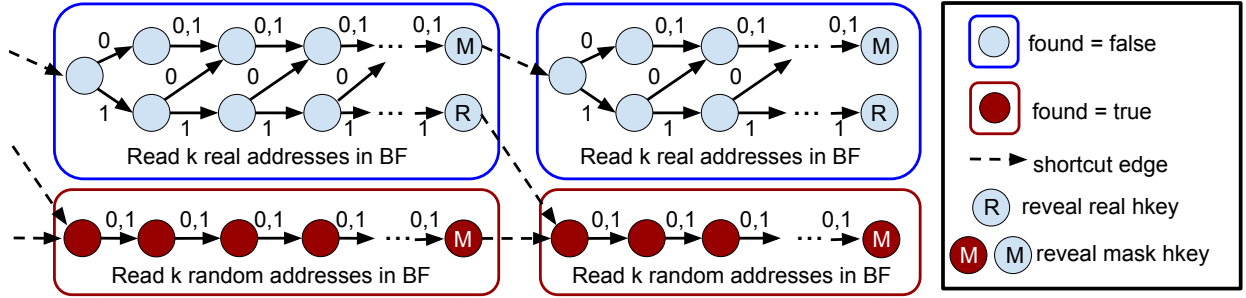 0 0,1 0,1 0,1 0,1 M
0 0 0
1 1 1 1 1 R
Read k real addresses in BF
0 0,1 0,1 0,1 M
0 0
1 1 1 1 R
Read k real addresses in BF
0,1 0,1 0,1 0,1 0,1 M
Read k random addresses in BF
0,1 0,1 0,1 0,1 M
Read k random addresses in BF
found = false
found = true
shortcut edge
R reveal real hkey
M M reveal mask hkey